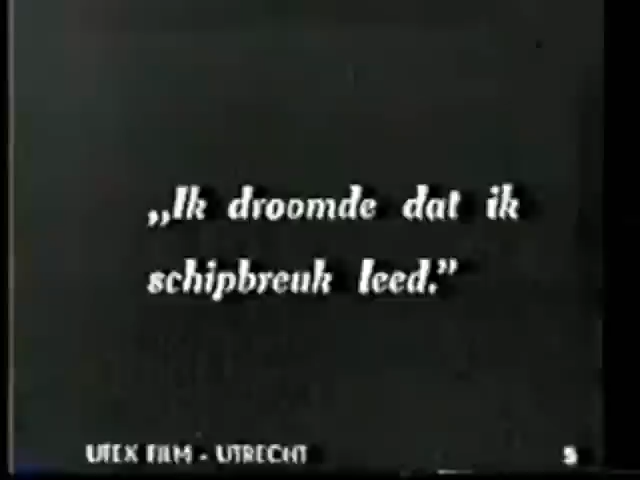 „Ik droomde dat ik
schipbreuk leed.”
UTEX FILM - UTRECHT
5